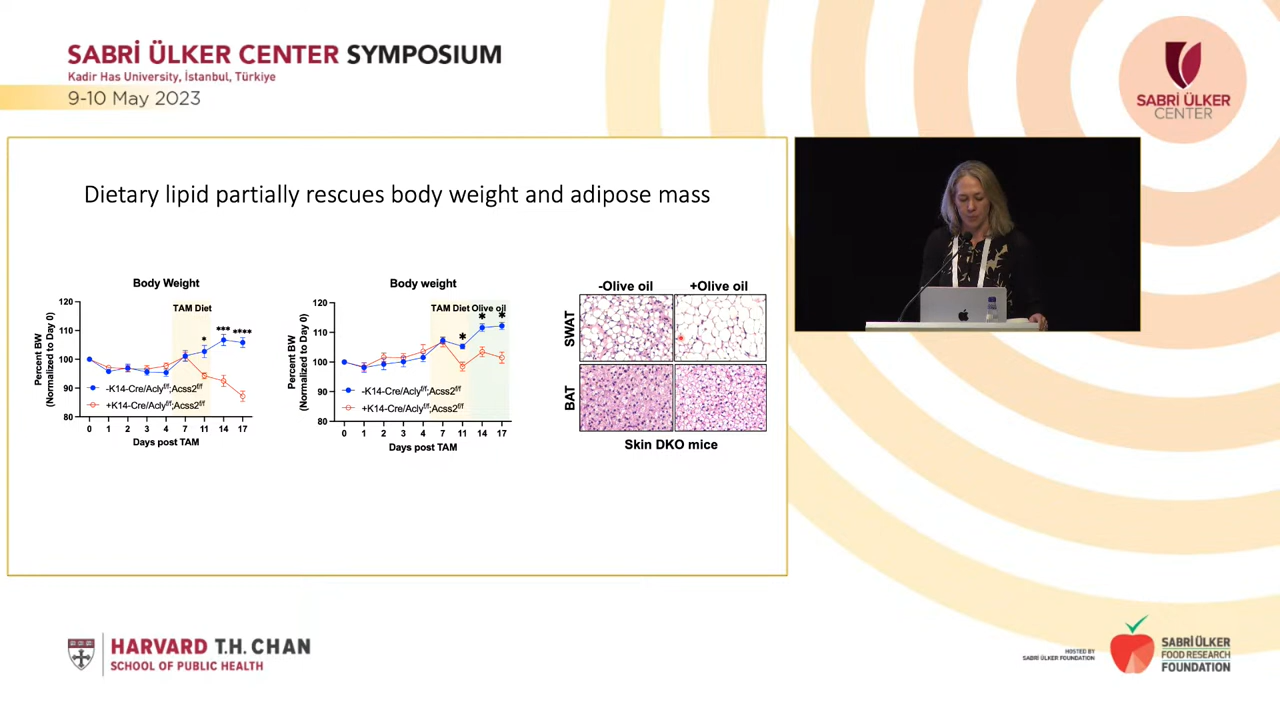 SABRİ ÜLKER CENTER SYMPOSIUM
Kadir Has University, İstanbul, Türkiye
9-10 May 2023
SABRİ ÜLKER
CENTER
Dietary lipid partially rescues body weight and adipose mass
Body Weight
TAM Diet
Percent BW
(Normalized to Day 0)
120
110
100
90
80
*
***
****
-K14-Cre/Acly^f/f;Acss2^f/f
+K14-Cre/Acly^f/f;Acss2^f/f
0 1 2 3 4 7 11 14 17
Days post TAM
Body weight
TAM Diet Olive oil
Percent BW
(Normalized to Day 0)
120
110
100
90
80
*
*
*
-K14-Cre/Acly^f/f;Acss2^f/f
+K14-Cre/Acly^f/f;Acss2^f/f
0 1 2 3 4 7 11 14 17
Days post TAM
-Olive oil +Olive oil
SWAT
BAT
Skin DKO mice
HARVARD T.H. CHAN
SCHOOL OF PUBLIC HEALTH
HOSTED BY
SABRI ÜLKER FOUNDATION
SABRİ ÜLKER
FOOD RESEARCH
FOUNDATION